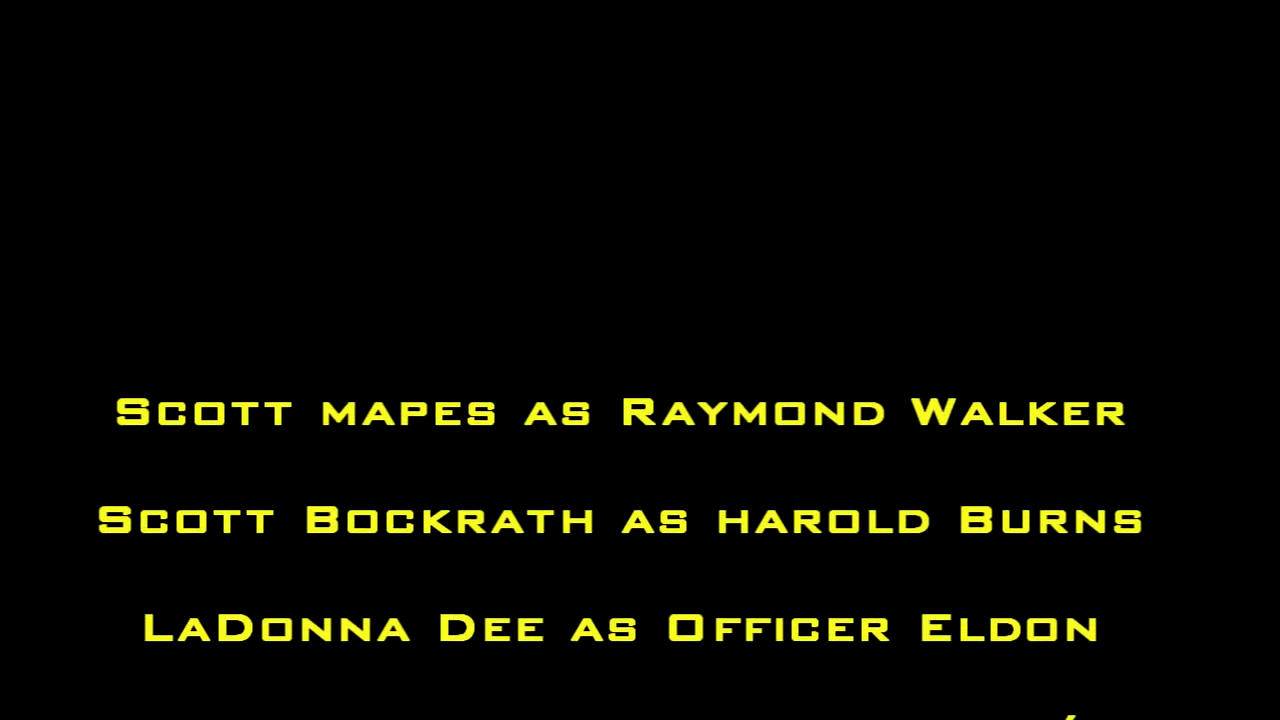 Scott mapes as Raymond Walker
Scott Bockrath as harold Burns
LaDonna Dee as Officer Eldon